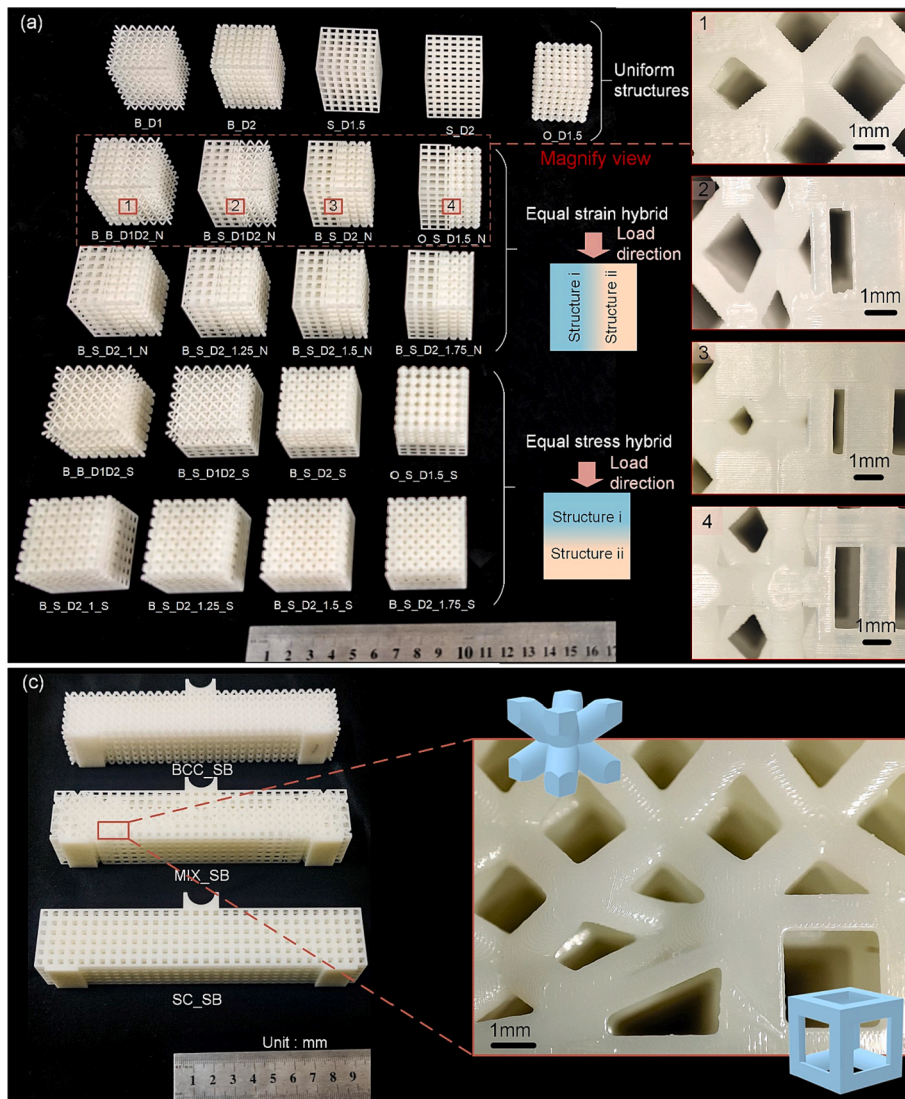 (a)
B_D1
B_D2
S_D1.5
S_D2
O_D1.5
Uniform
structures
Magnify view
1
2
3
4
B_B_D1D2_N
B_S_D1D2_N
B_S_D2_N
O_S_D1.5_N
Equal strain hybrid
Load
direction
Structure i
Structure ii
B_S_D2_1_N
B_S_D2_1.25_N
B_S_D2_1.5_N
B_S_D2_1.75_N
B_B_D1D2_S
B_S_D1D2_S
B_S_D2_S
O_S_D1.5_S
Equal stress hybrid
Load
direction
Structure i
Structure ii
B_S_D2_1_S
B_S_D2_1.25_S
B_S_D2_1.5_S
B_S_D2_1.75_S
1 2 3 4 5 6 7 8 9 10 11 12 13 14 15 16 17
1
1mm
2
1mm
3
1mm
4
1mm
(c)
BCC_SB
MIX_SB
SC_SB
Unit : mm
1 2 3 4 5 6 7 8 9
1mm